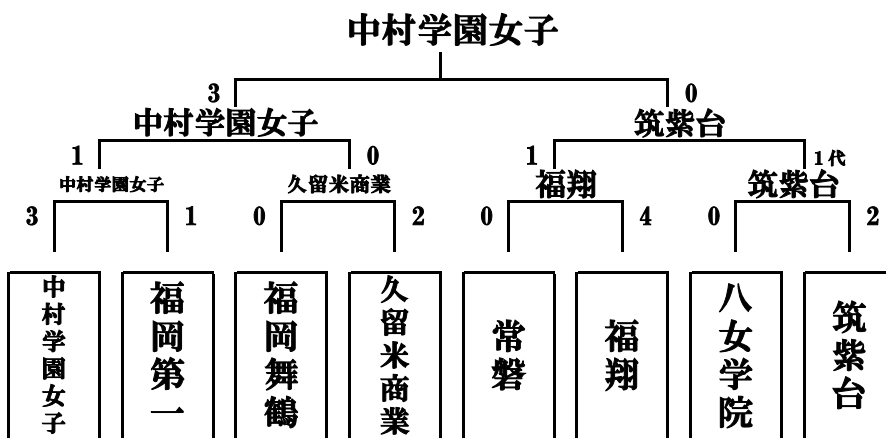 中村学園女子
3 0
中村学園女子 筑紫台
1 0 1 1代
中村学園女子 久留米商業 福翔 筑紫台
3 1 0 2 0 4 0 2
中村学園女子
福岡第一
福岡舞鶴
久留米商業
常磐
福翔
八女学院
筑紫台